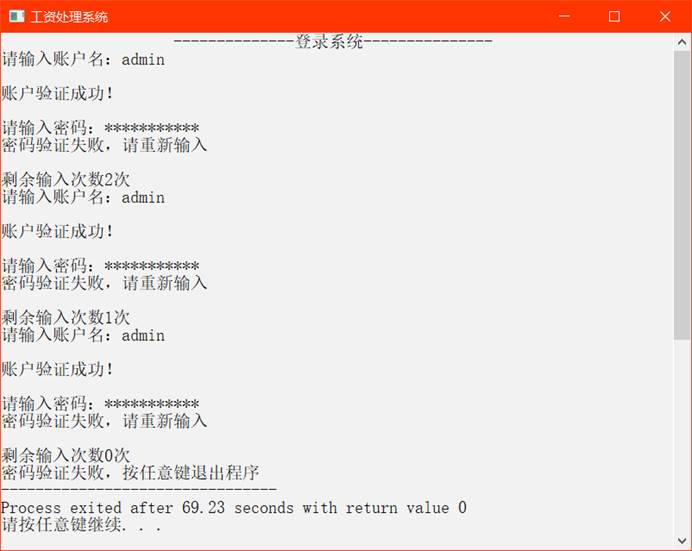 工资处理系统
--------------登录系统---------------
请输入账户名：admin
账户验证成功！
请输入密码：***********
密码验证失败，请重新输入
剩余输入次数2次
请输入账户名：admin
账户验证成功！
请输入密码：***********
密码验证失败，请重新输入
剩余输入次数1次
请输入账户名：admin
账户验证成功！
请输入密码：***********
密码验证失败，请重新输入
剩余输入次数0次
密码验证失败，按任意键退出程序
--------------------------------
Process exited after 69.23 seconds with return value 0
请按任意键继续. . .